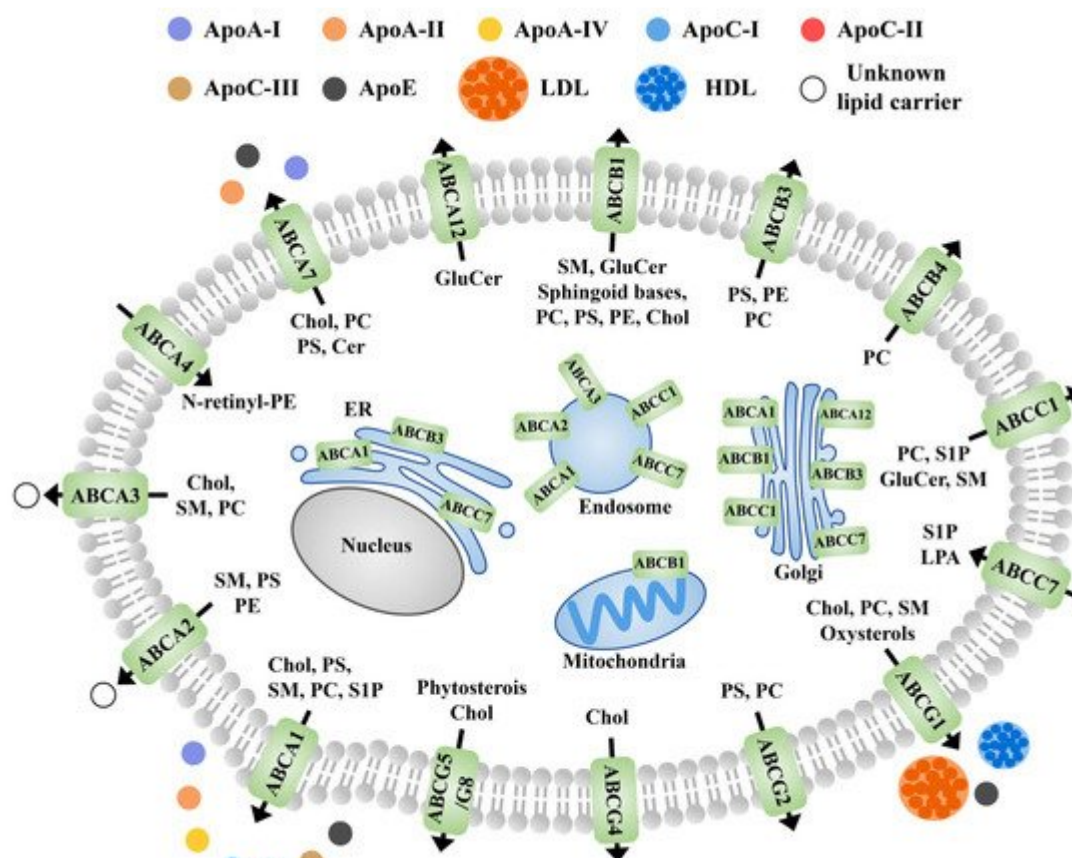 ApoA-I
ApoA-II
ApoA-IV
ApoC-I
ApoC-II
ApoC-III
ApoE
LDL
HDL
Unknown
lipid carrier
ABCA7
Chol, PC
PS, Cer
ABCA12
GluCer
ABCB1
SM, GluCer
Sphingoid bases,
PC, PS, PE, Chol
ABCB3
PS, PE
PC
ABCB4
PC
ABCA4
N-retinyl-PE
ABCC1
PC, S1P
GluCer, SM
ER
ABCA1
ABCB3
ABCC7
Nucleus
ABCA3
ABCC1
ABCA2
ABCA1
ABCC7
Endosome
ABCA1
ABCA12
ABCB1
ABCB3
ABCC1
ABCC7
Golgi
ABCB1
Mitochondria
ABCA3
Chol,
SM, PC
S1P
LPA
ABCC7
SM, PS
PE
ABCA2
Chol, PC, SM
Oxysterols
ABCG1
Chol, PS,
SM, PC, S1P
ABCA1
Phytosterois
Chol
ABCG5
/G8
Chol
ABCG4
PS, PC
ABCG2